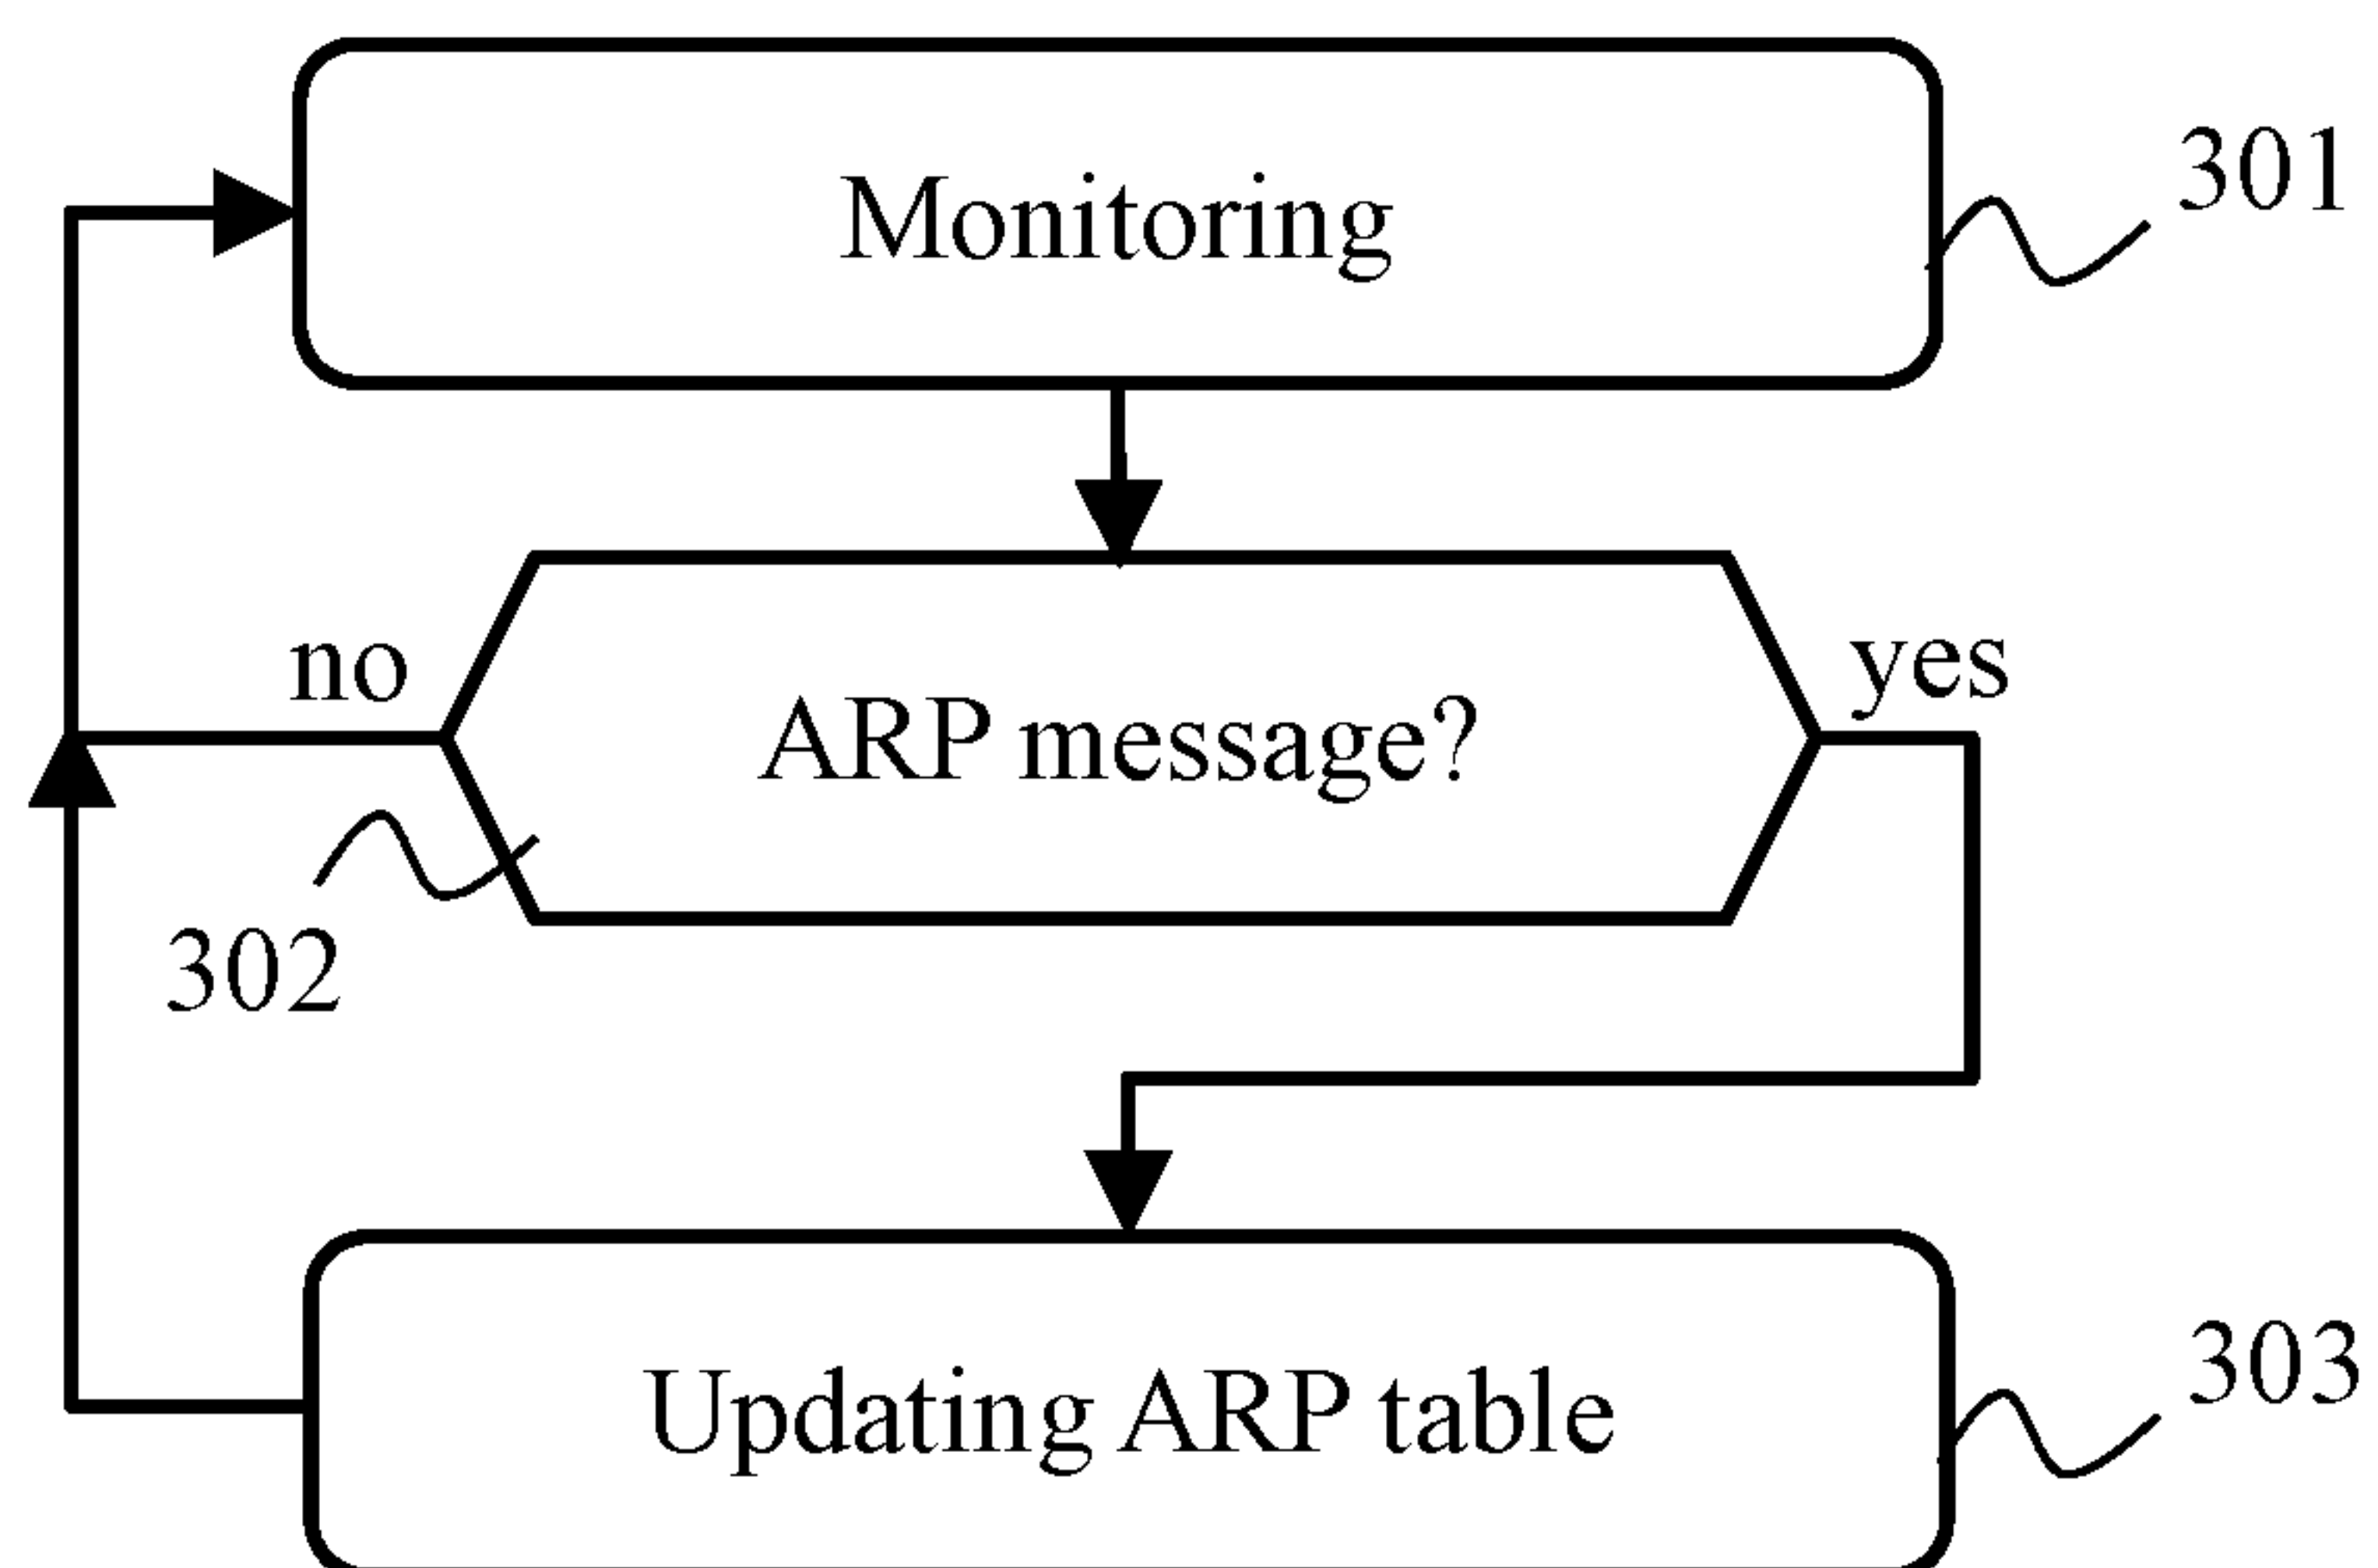 Monitoring
301
no
ARP message?
yes
302
Updating ARP table
303